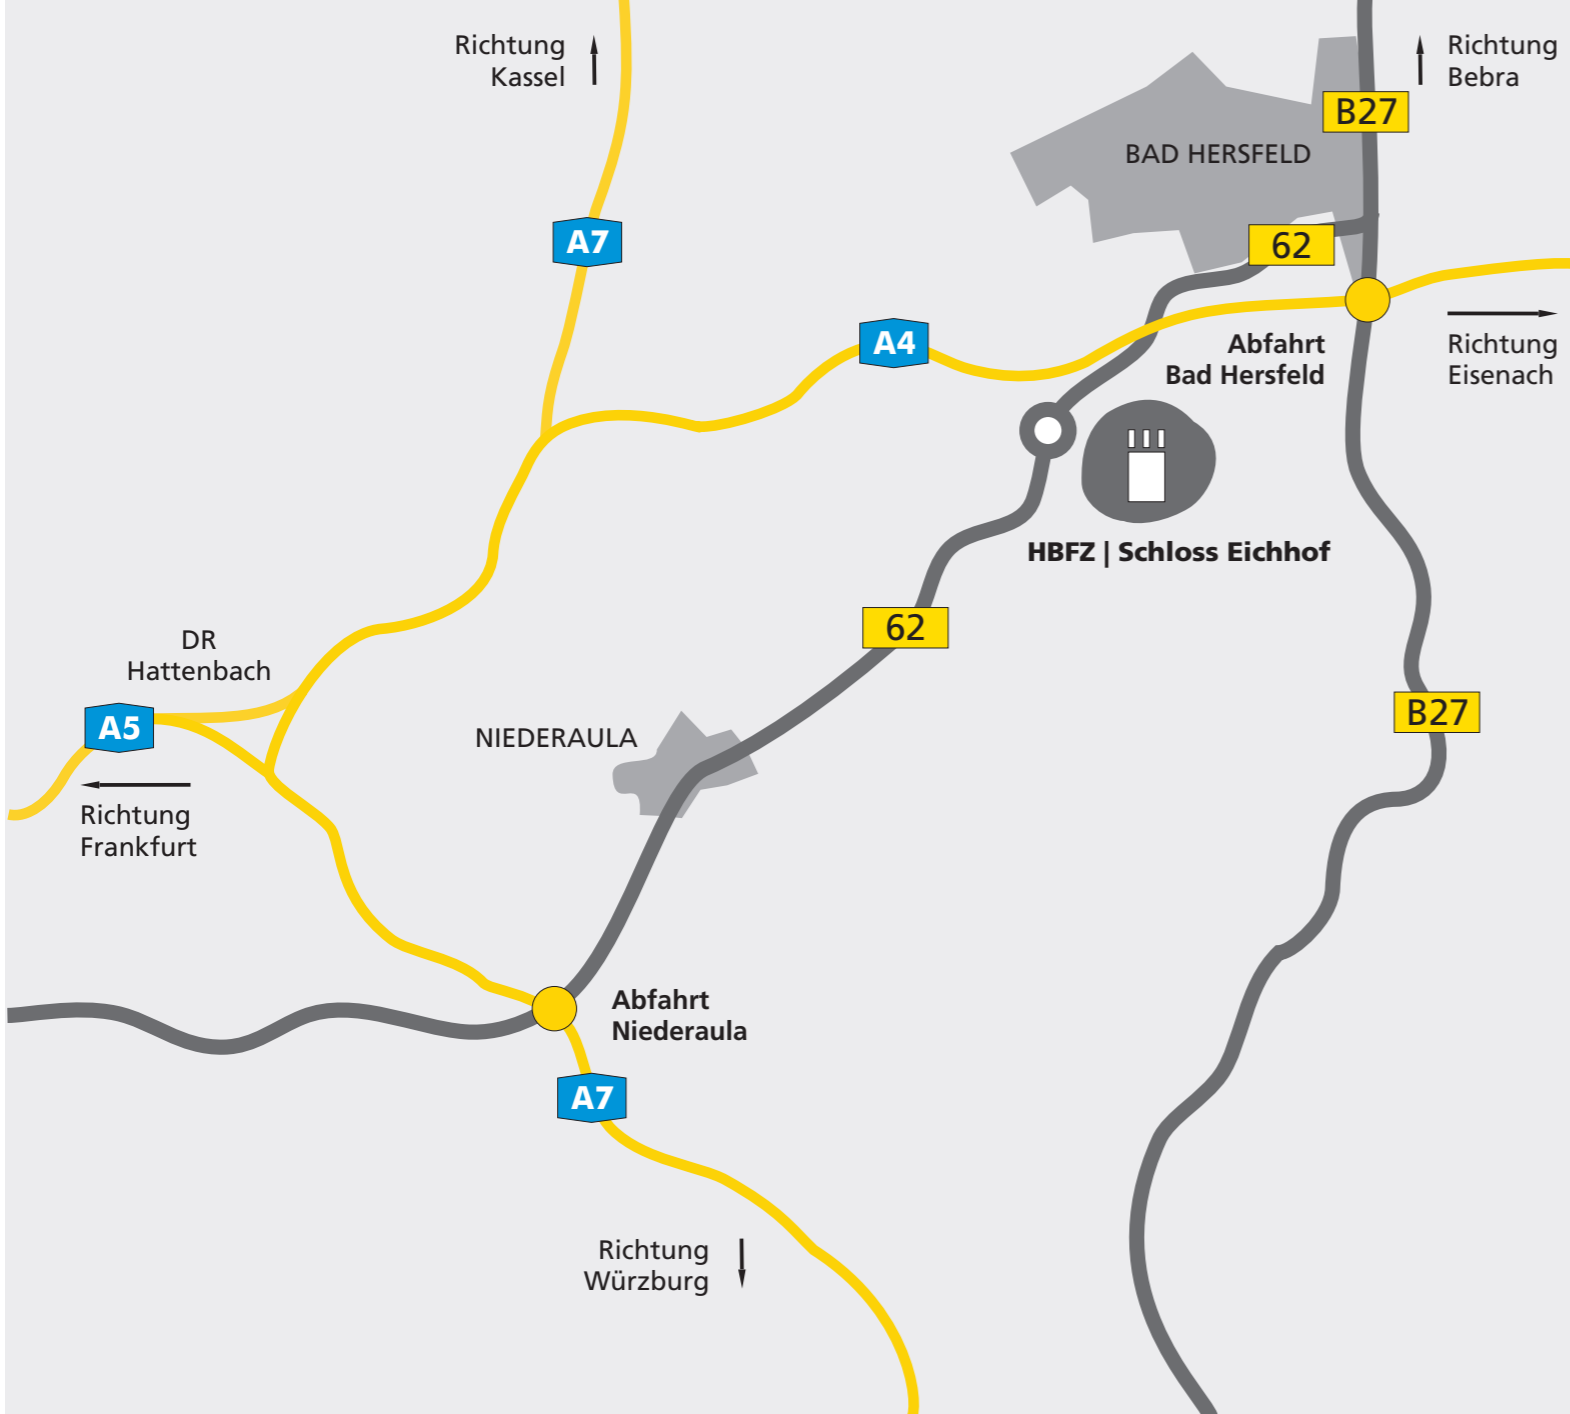 Richtung
Kassel
Richtung
Bebra
B27
BAD HERSFELD
A7
62
A4
Abfahrt
Bad Hersfeld
Richtung
Eisenach
HBFZ | Schloss Eichhof
62
DR
Hattenbach
A5
B27
NIEDERAULA
Richtung
Frankfurt
Abfahrt
Niederaula
A7
Richtung
Würzburg